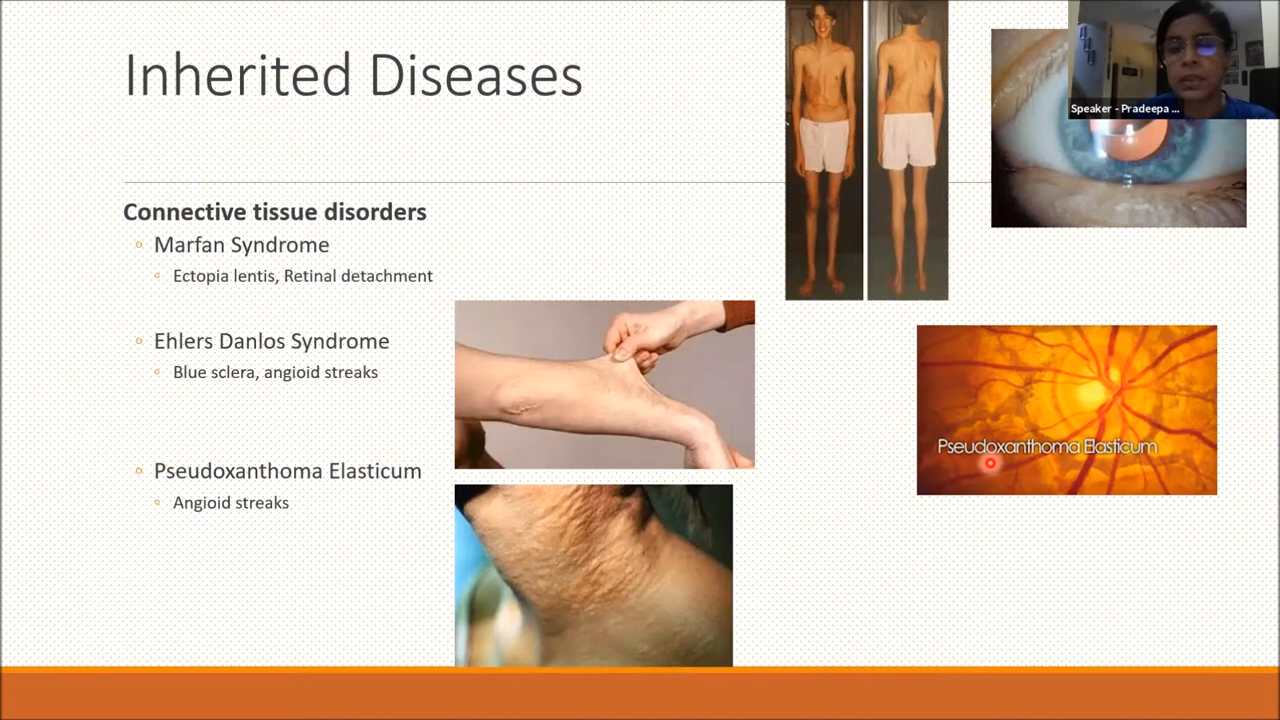 Inherited Diseases
Speaker - Pradeepa ...
Connective tissue disorders
Marfan Syndrome
Ectopia lentis, Retinal detachment
Ehlers Danlos Syndrome
Blue sclera, angioid streaks
Pseudoxanthoma Elasticum
Pseudoxanthoma Elasticum
Angioid streaks